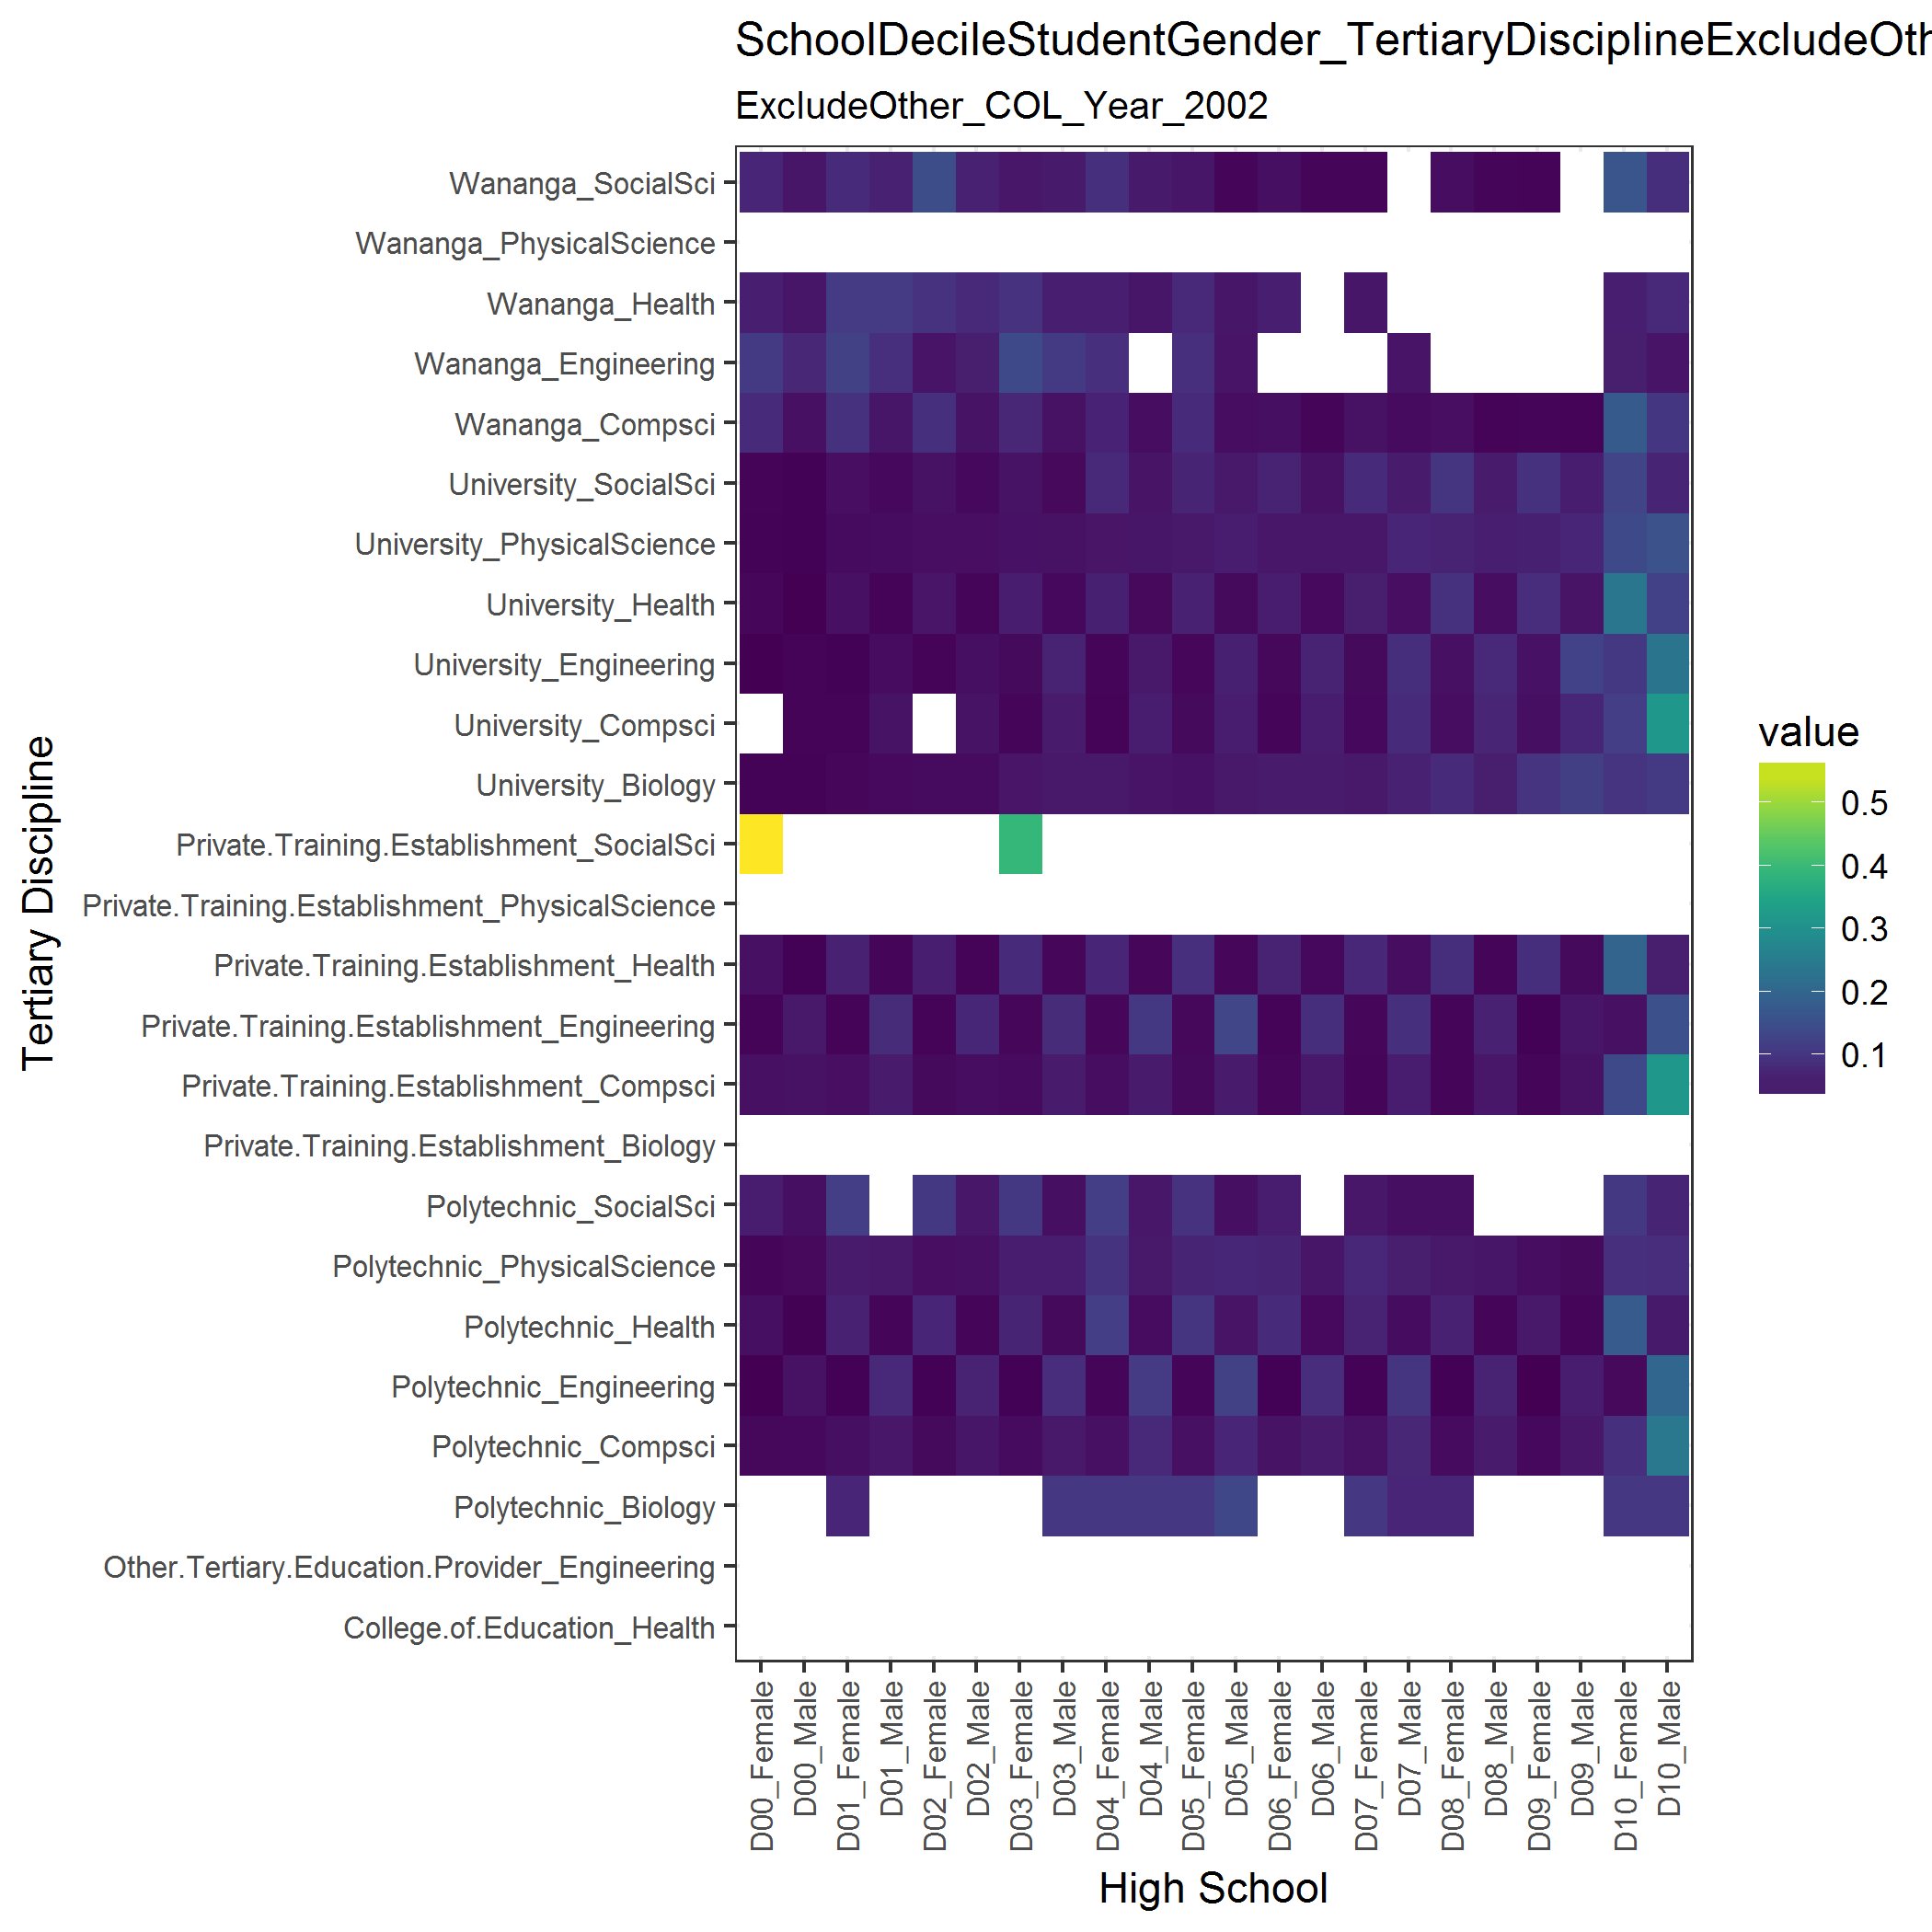 SchoolDecileStudentGender_TertiaryDisciplineExcludeOth
ExcludeOther_COL_Year_2002
Tertiary Discipline
Wananga_SocialSci
Wananga_PhysicalScience
Wananga_Health
Wananga_Engineering
Wananga_Compsci
University_SocialSci
University_PhysicalScience
University_Health
University_Engineering
University_Compsci
University_Biology
Private.Training.Establishment_SocialSci
Private.Training.Establishment_PhysicalScience
Private.Training.Establishment_Health
Private.Training.Establishment_Engineering
Private.Training.Establishment_Compsci
Private.Training.Establishment_Biology
Polytechnic_SocialSci
Polytechnic_PhysicalScience
Polytechnic_Health
Polytechnic_Engineering
Polytechnic_Compsci
Polytechnic_Biology
Other.Tertiary.Education.Provider_Engineering
College.of.Education_Health
D00_Female
D00_Male
D01_Female
D01_Male
D02_Female
D02_Male
D03_Female
D03_Male
D04_Female
D04_Male
D05_Female
D05_Male
D06_Female
D06_Male
D07_Female
D07_Male
D08_Female
D08_Male
D09_Female
D09_Male
D10_Female
D10_Male
High School
value
0.5
0.4
0.3
0.2
0.1